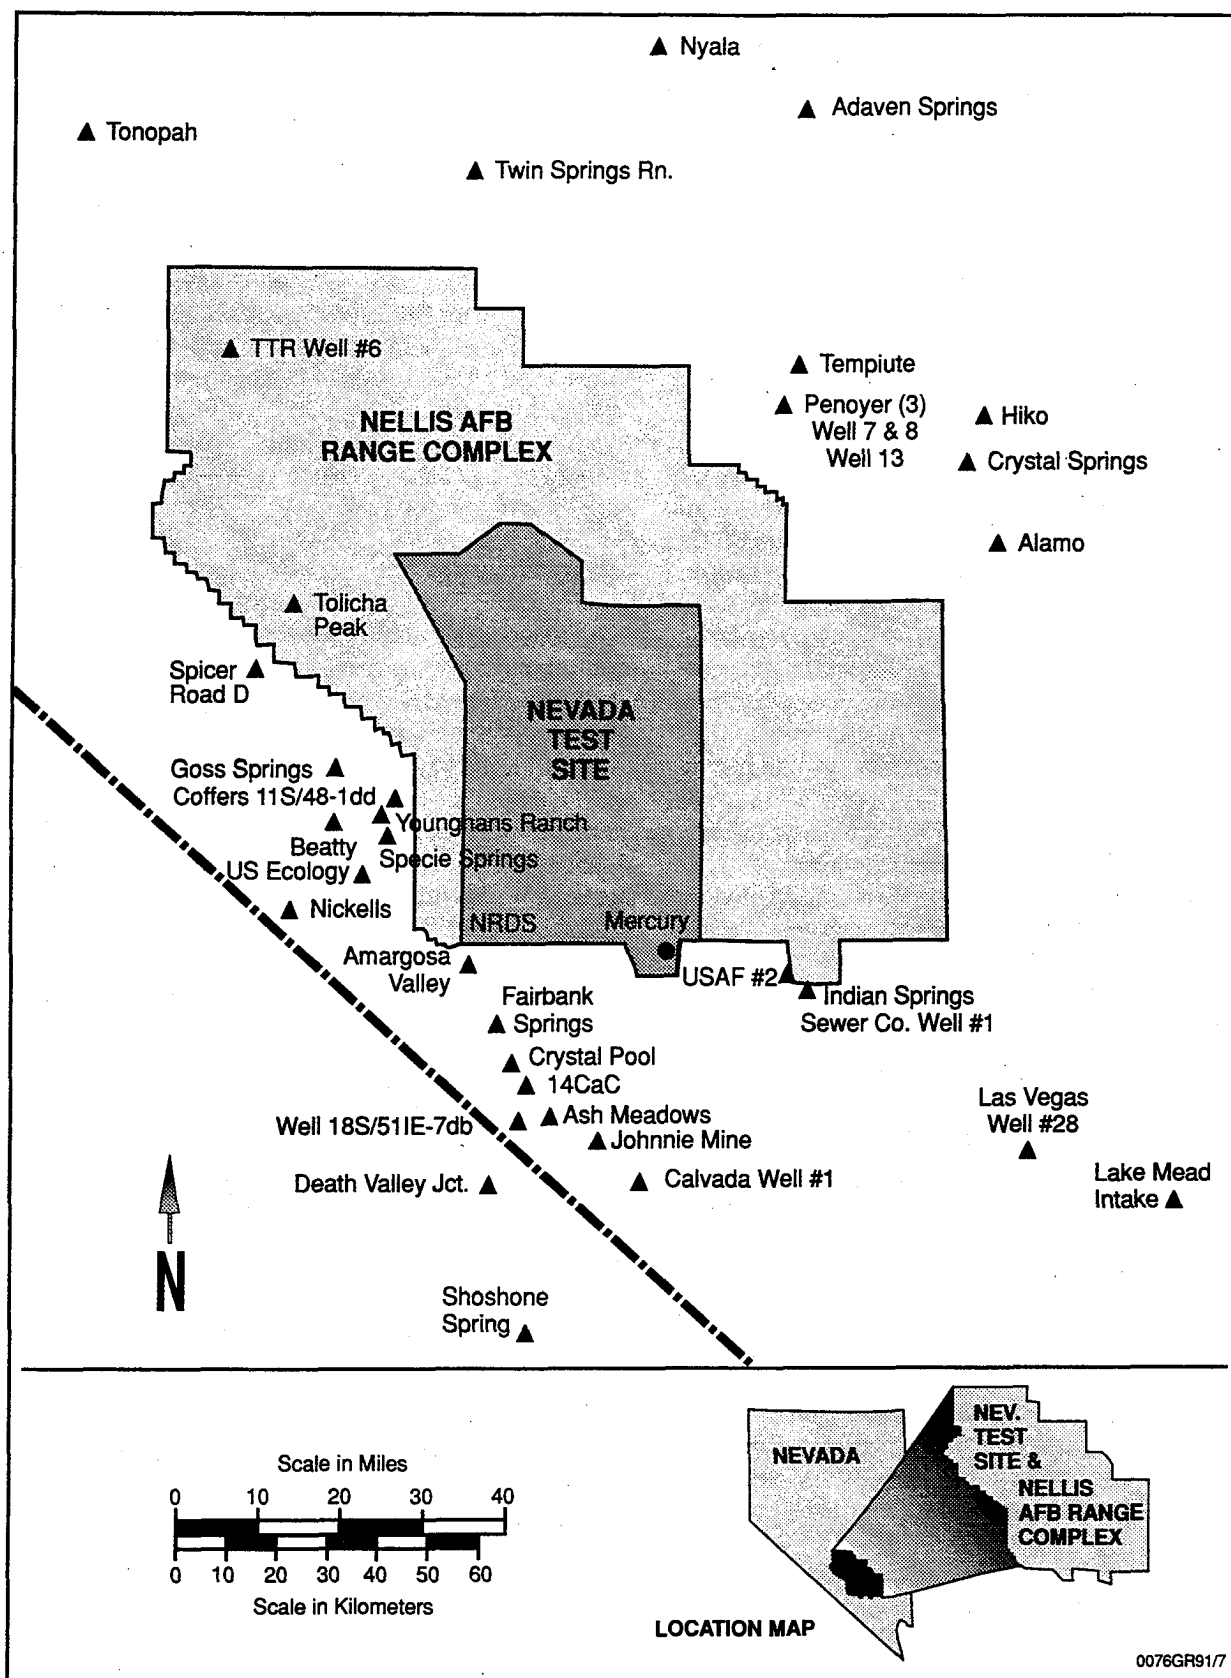 Nyala
Adaven Springs
Tonopah
Twin Springs Rn.
TTR Well #6
Tempiute
NELLIS AFB
RANGE COMPLEX
Penoyer (3)
Well 7 & 8
Well 13
Hiko
Crystal Springs
Alamo
Tolicha
Peak
Spicer
Road D
NEVADA
TEST
SITE
Goss Springs
Coffers 11S/48-1dd
Younghans Ranch
Beatty
Specie Springs
US Ecology
Nickells
NRDS
Mercury
Amargosa
Valley
USAF #2
Indian Springs
Sewer Co. Well #1
Fairbank
Springs
Crystal Pool
14CaC
Ash Meadows
Well 18S/51IE-7db
Johnnie Mine
Las Vegas
Well #28
Death Valley Jct.
Calvada Well #1
Lake Mead
Intake
N
Shoshone
Spring
Scale in Miles
0 10 20 30 40
0 10 20 30 40 50 60
Scale in Kilometers
NEVADA
NEV.
TEST
SITE &
NELLIS
AFB RANGE
COMPLEX
LOCATION MAP
0076GR91/7